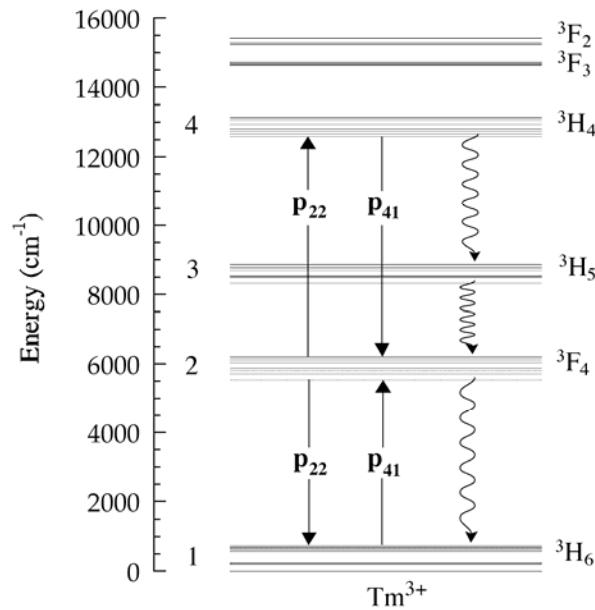 Energy (cm⁻¹)
16000
14000
12000
10000
8000
6000
4000
2000
0
4
3
2
1
p₂₂
p₄₁
p₂₂
p₄₁
³F₂
³F₃
³H₄
³H₅
³F₄
³H₆
Tm³⁺